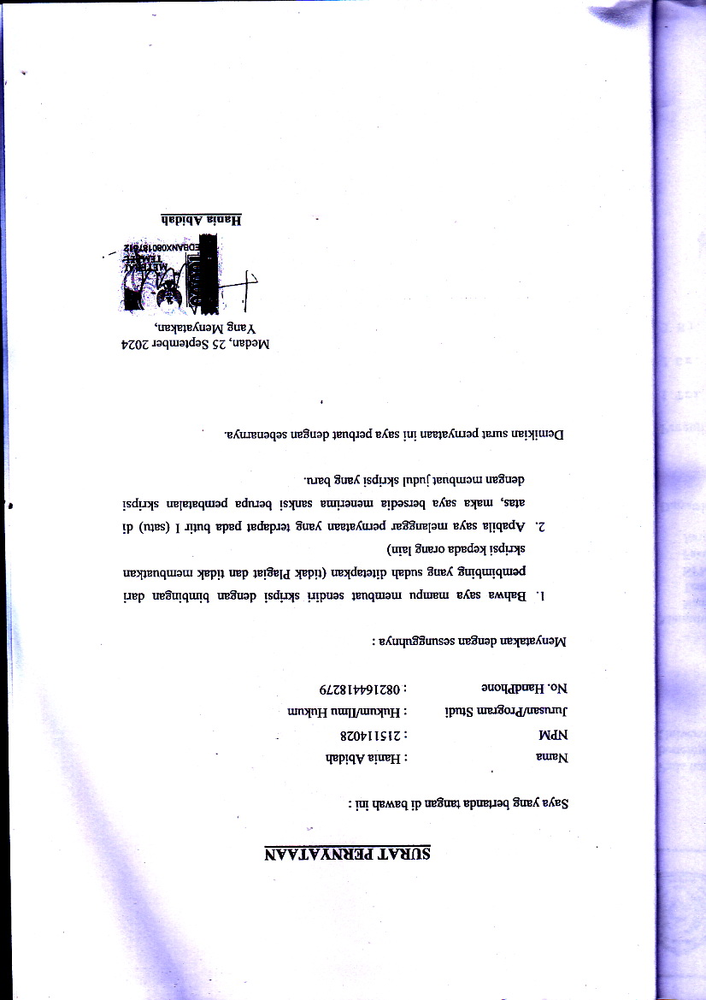 SURAT PERNYATAAN
Saya yang bertanda tangan di bawah ini :
Nama : Hania Abidah
NPM : 215114028
Jurusan/Program Studi : Hukum/Ilmu Hukum
No. HandPhone : 082164418279
Menyatakan dengan sesungguhnya :
1. Bahwa saya mampu membuat sendiri skripsi dengan bimbingan dari
pembimbing yang sudah ditetapkan (tidak Plagiat dan tidak membuatkan
skripsi kepada orang lain)
2. Apabila saya melanggar pernyataan yang terdapat pada butir 1 (satu) di
atas, maka saya bersedia menerima sanksi berupa pembatalan skripsi
dengan membuat judul skripsi yang baru.
Demikian surat pernyataan ini saya perbuat dengan sebenarnya.
Medan, 25 September 2024
Yang Menyatakan,
METERAI
TEMPEL
Hania Abidah